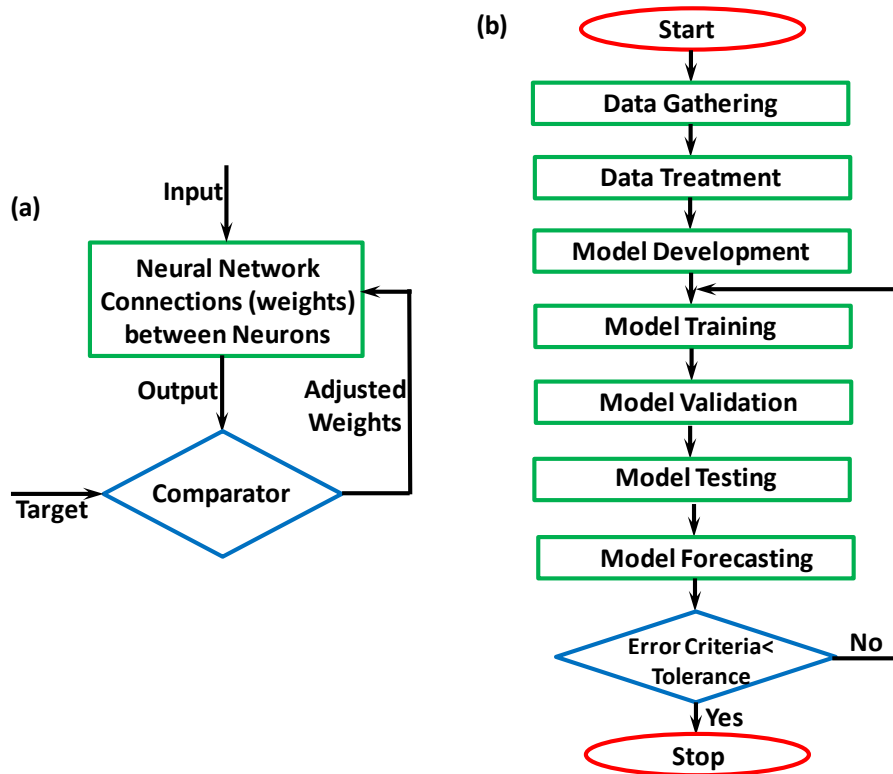 (a)
Input
Neural Network
Connections (weights)
between Neurons
Output
Adjusted
Weights
Comparator
Target
(b)
Start
Data Gathering
Data Treatment
Model Development
Model Training
Model Validation
Model Testing
Model Forecasting
Error Criteria<
Tolerance
No
Yes
Stop